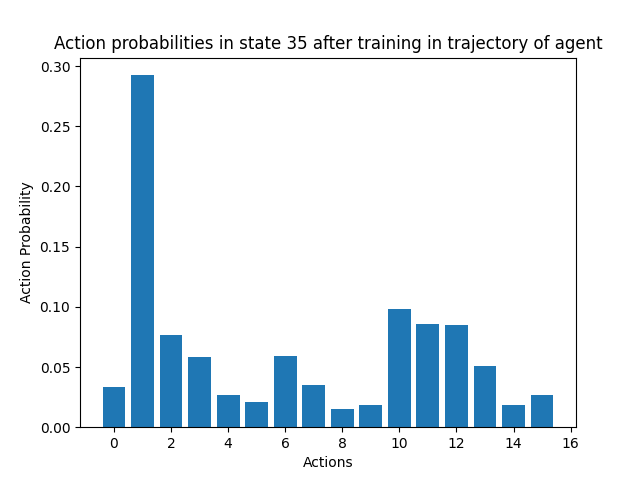 Action probabilities in state 35 after training in trajectory of agent
0.30
0.25
0.20
0.15
0.10
0.05
0.00
Action Probability
0 2 4 6 8 10 12 14 16
Actions